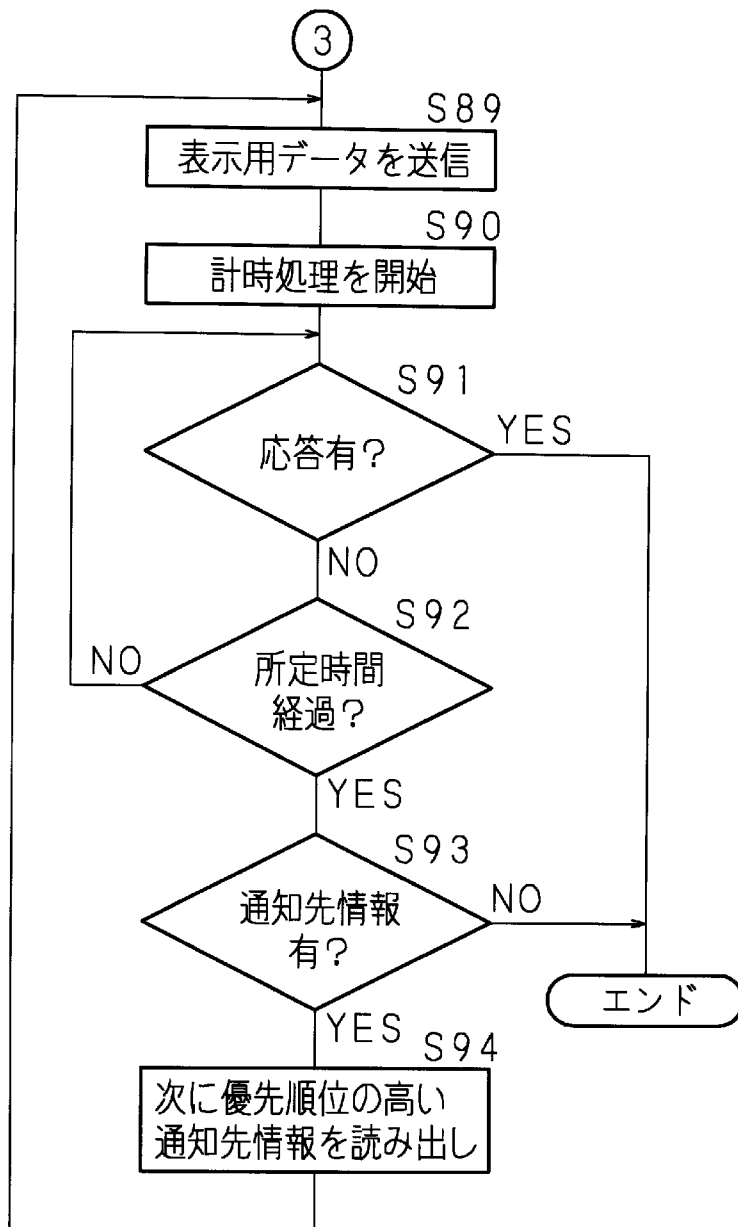 3
S89
表示用データを送信
S90
計時処理を開始
S91
応答有?
YES
NO
S92
所定時間
経過?
NO
YES
S93
通知先情報
有?
NO
エンド
YES
S94
次に優先順位の高い
通知先情報を読み出し